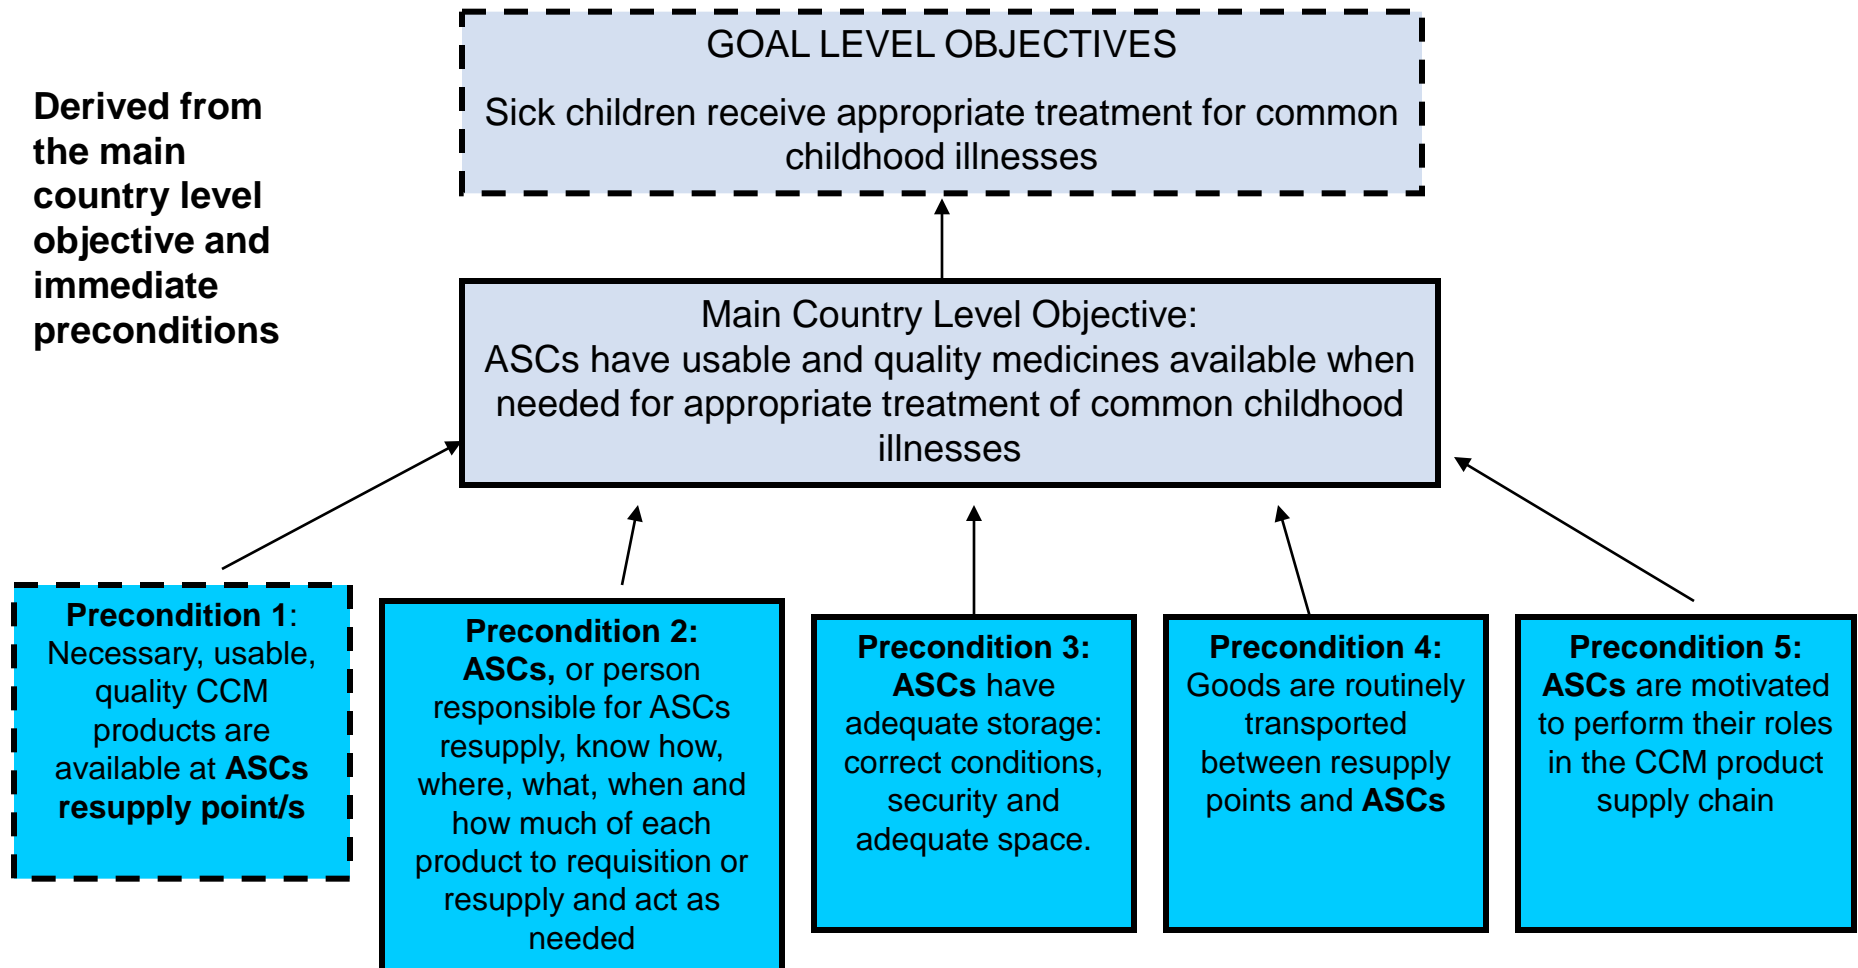 Derived from
the main
country level
objective and
immediate
preconditions
GOAL LEVEL OBJECTIVES
Sick children receive appropriate treatment for common
childhood illnesses
Main Country Level Objective:
ASCs have usable and quality medicines available when
needed for appropriate treatment of common childhood
illnesses
Precondition 1:
Necessary, usable,
quality CCM
products are
available at ASCs
resupply point/s
Precondition 2:
ASCs, or person
responsible for ASCs
resupply, know how,
where, what, when and
how much of each
product to requisition or
resupply and act as
needed
Precondition 3:
ASCs have
adequate storage:
correct conditions,
security and
adequate space.
Precondition 4:
Goods are routinely
transported
between resupply
points and ASCs
Precondition 5:
ASCs are motivated
to perform their roles
in the CCM product
supply chain